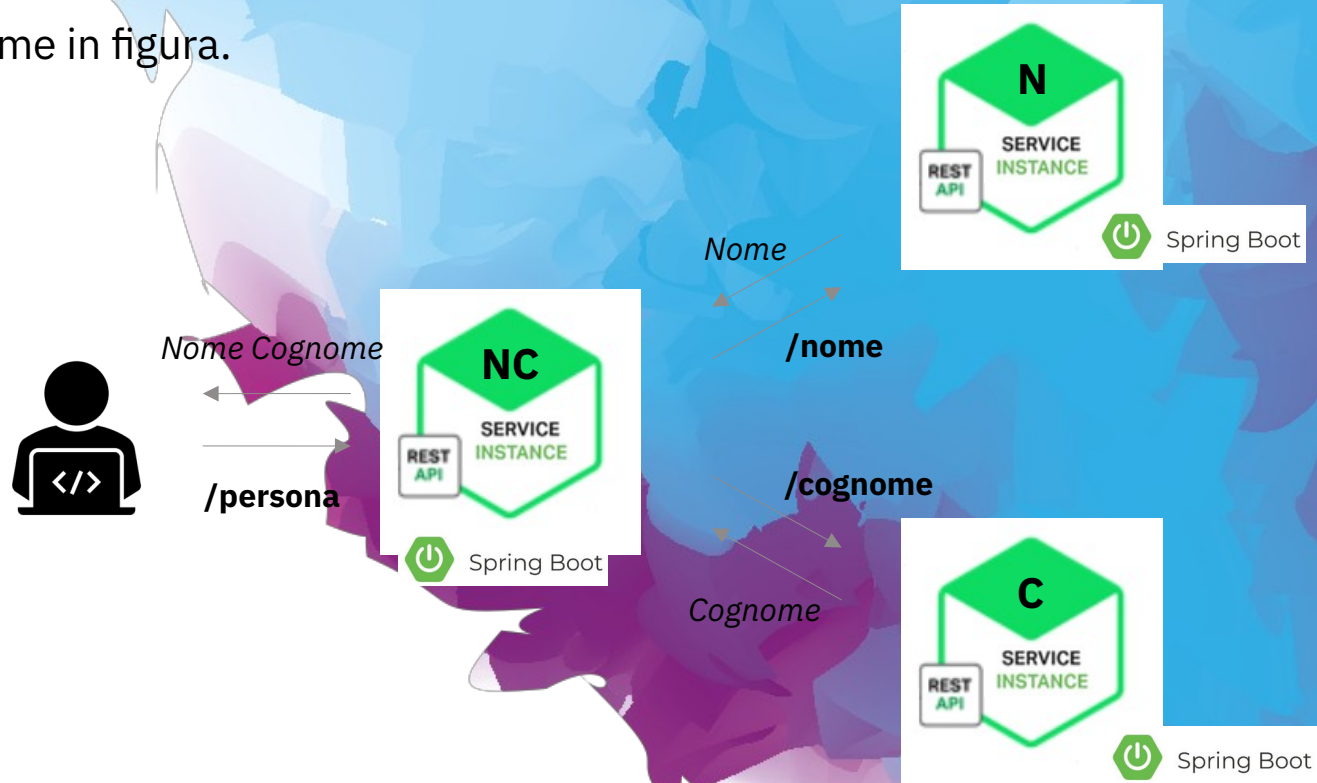 me in figura.
N
SERVICE
INSTANCE
REST
API
Spring Boot
Nome
/nome
Nome Cognome
NC
SERVICE
INSTANCE
REST
API
</>
/persona
Spring Boot
/cognome
Cognome
C
SERVICE
INSTANCE
REST
API
Spring Boot